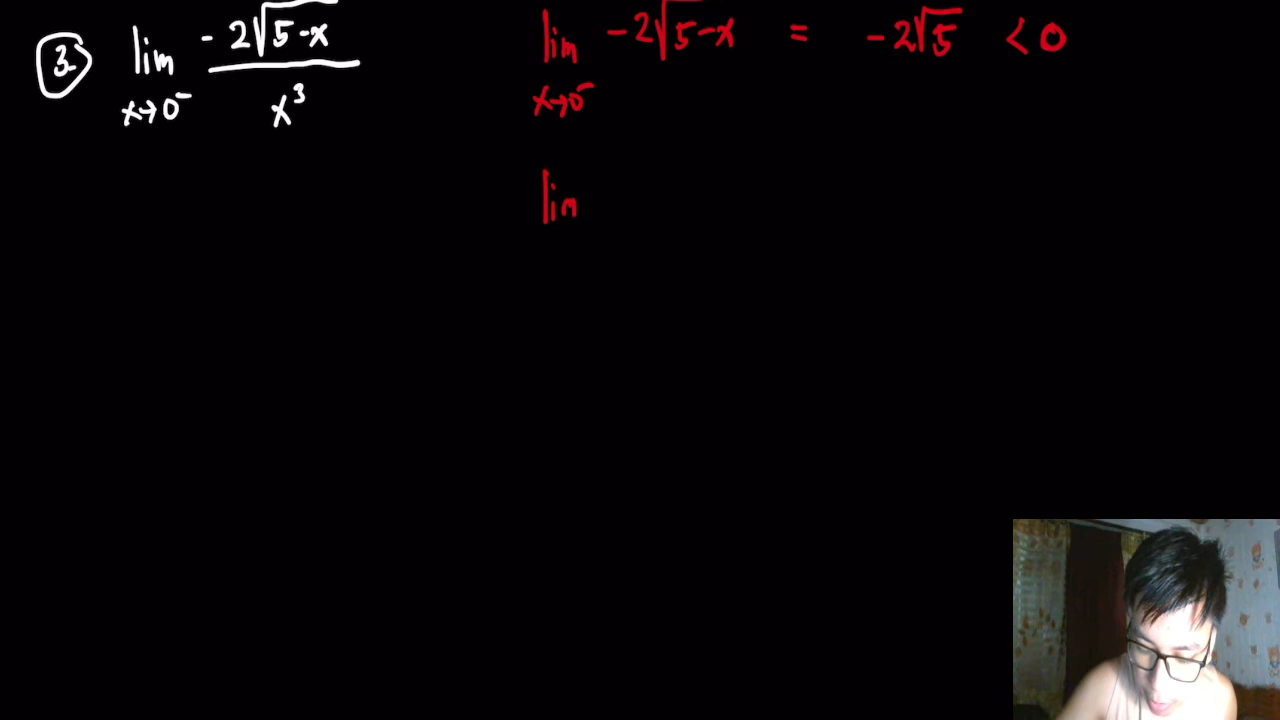 ③ lim x→0⁻ -2√(5-x) / x³
lim x→0⁻ -2√(5-x) = -2√5 < 0
lim